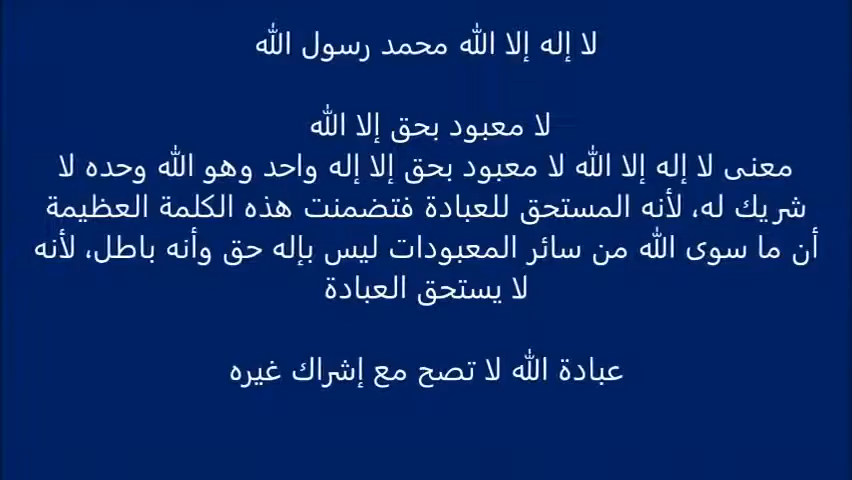 لا إله إلا الله محمد رسول الله
لا معبود بحق إلا الله
معنى لا إله إلا الله لا معبود بحق إلا إله واحد وهو الله وحده لا
شريك له، لأنه المستحق للعبادة فتضمنت هذه الكلمة العظيمة
أن ما سوى الله من سائر المعبودات ليس بإله حق وأنه باطل، لأنه
لا يستحق العبادة
عبادة الله لا تصح مع إشراك غيره